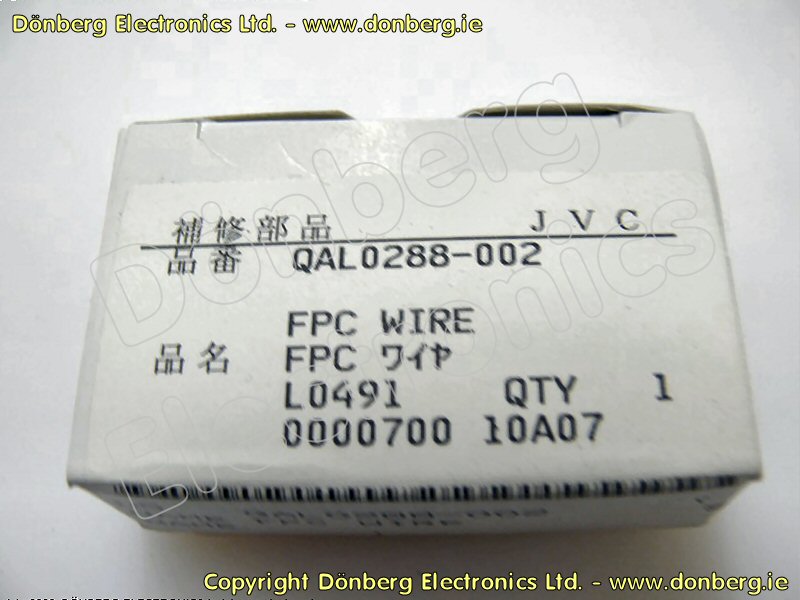 Dönberg Electronics Ltd. - www.donberg.ie
補修部品 J V C
品番 QAL0288-002
FPC WIRE
品名 FPC ワイヤ
L0491 QTY 1
0000700 10A07
Dönberg
Electronics
Copyright Dönberg Electronics Ltd. - www.donberg.ie